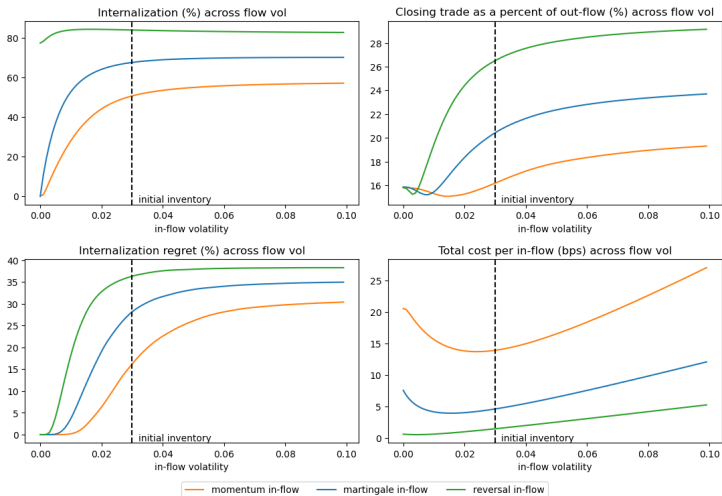 Internalization (%) across flow vol
80
60
40
20
0
initial inventory
0.00 0.02 0.04 0.06 0.08 0.10
in-flow volatility
Closing trade as a percent of out-flow (%) across flow vol
28
26
24
22
20
18
16
initial inventory
0.00 0.02 0.04 0.06 0.08 0.10
in-flow volatility
Internalization regret (%) across flow vol
40
35
30
25
20
15
10
5
0
initial inventory
0.00 0.02 0.04 0.06 0.08 0.10
in-flow volatility
Total cost per in-flow (bps) across flow vol
25
20
15
10
5
0
initial inventory
0.00 0.02 0.04 0.06 0.08 0.10
in-flow volatility
momentum in-flow martingale in-flow reversal in-flow